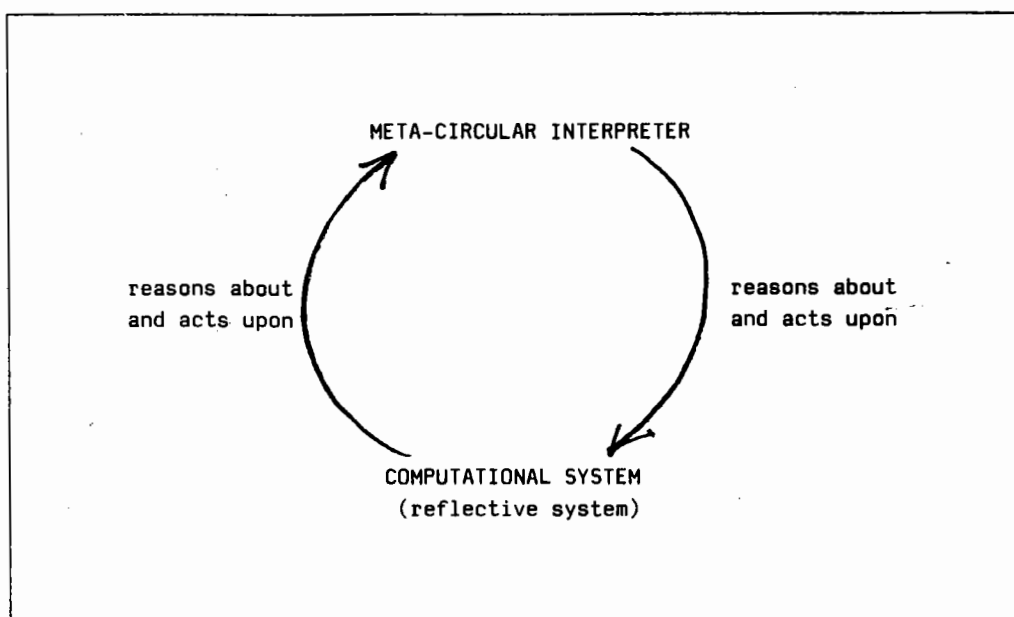 META-CIRCULAR INTERPRETER
reasons about
and acts upon
reasons about
and acts upon
COMPUTATIONAL SYSTEM
(reflective system)